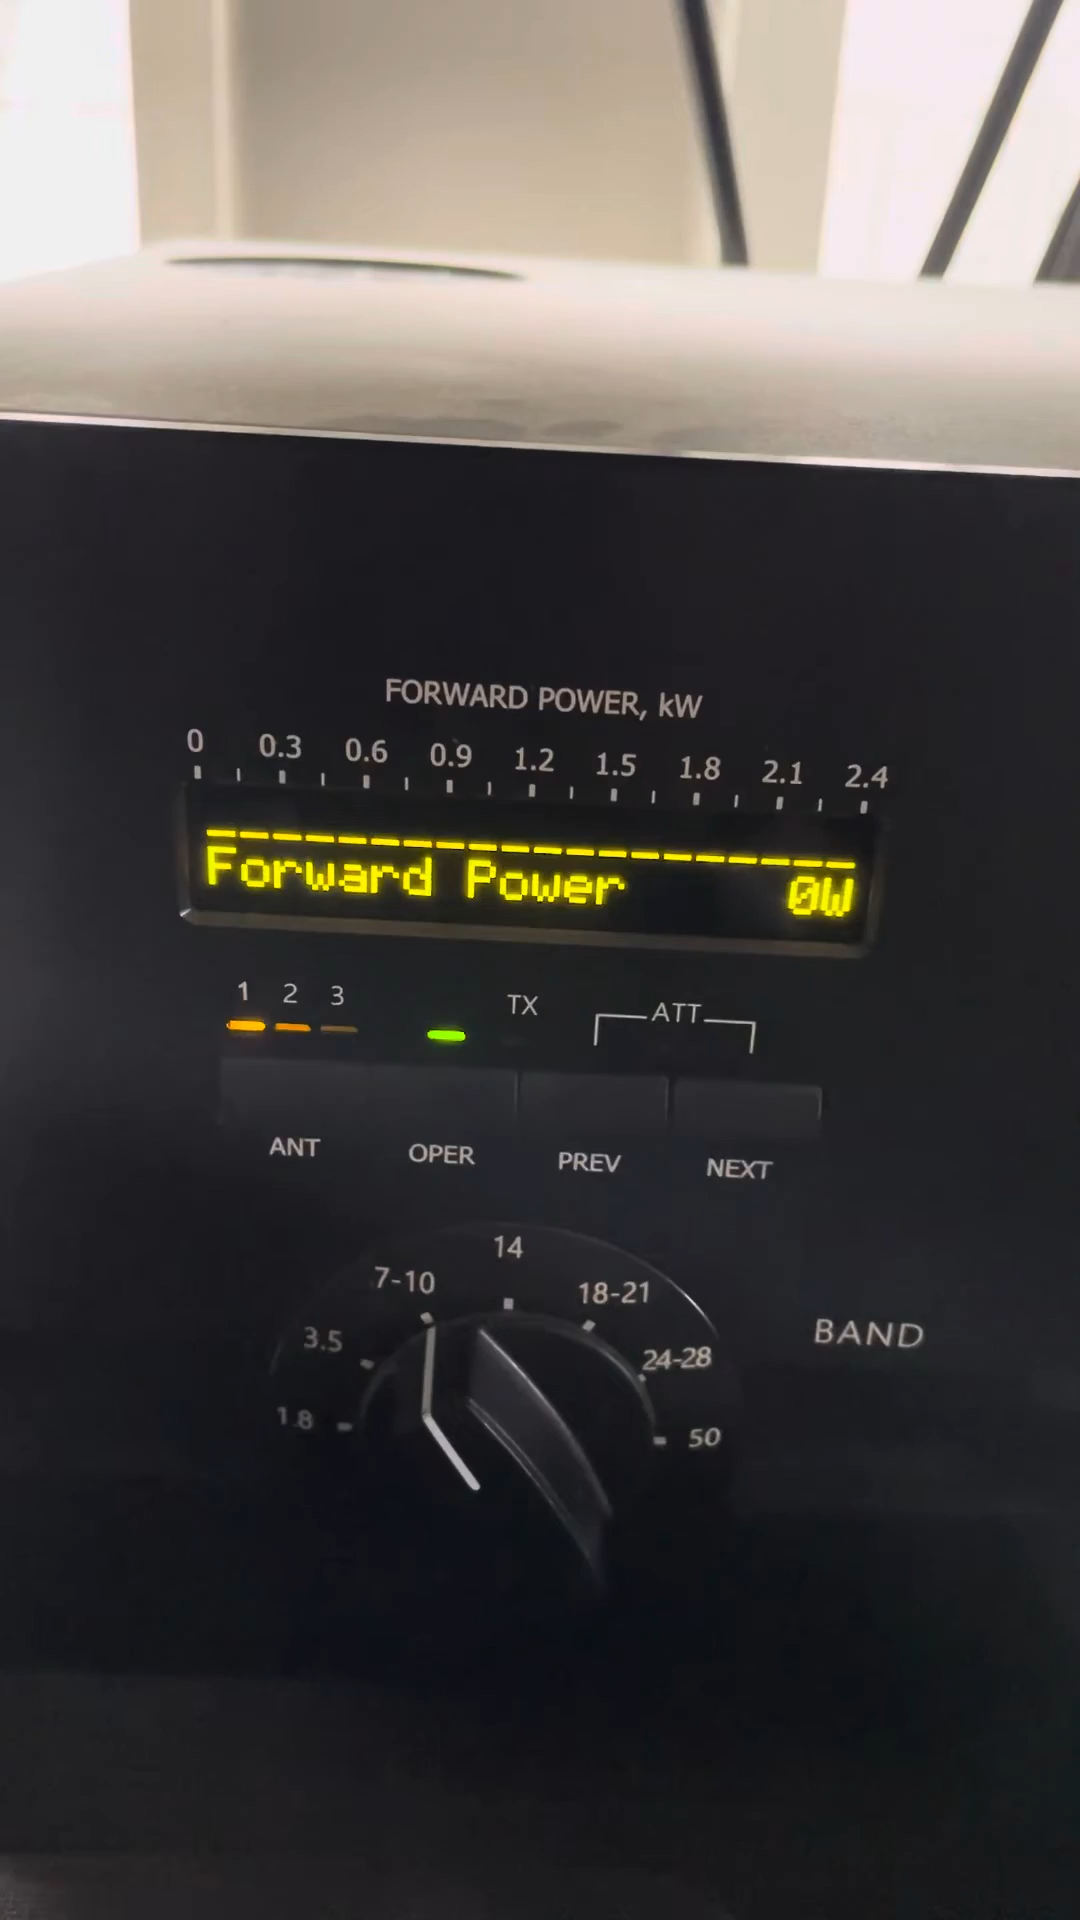 FORWARD POWER, kW
0 0.3 0.6 0.9 1.2 1.5 1.8 2.1 2.4
Forward Power 0W
1 2 3 TX ATT
ANT OPER PREV NEXT
14
7-10 18-21
3.5 24-28 BAND
1.8 50